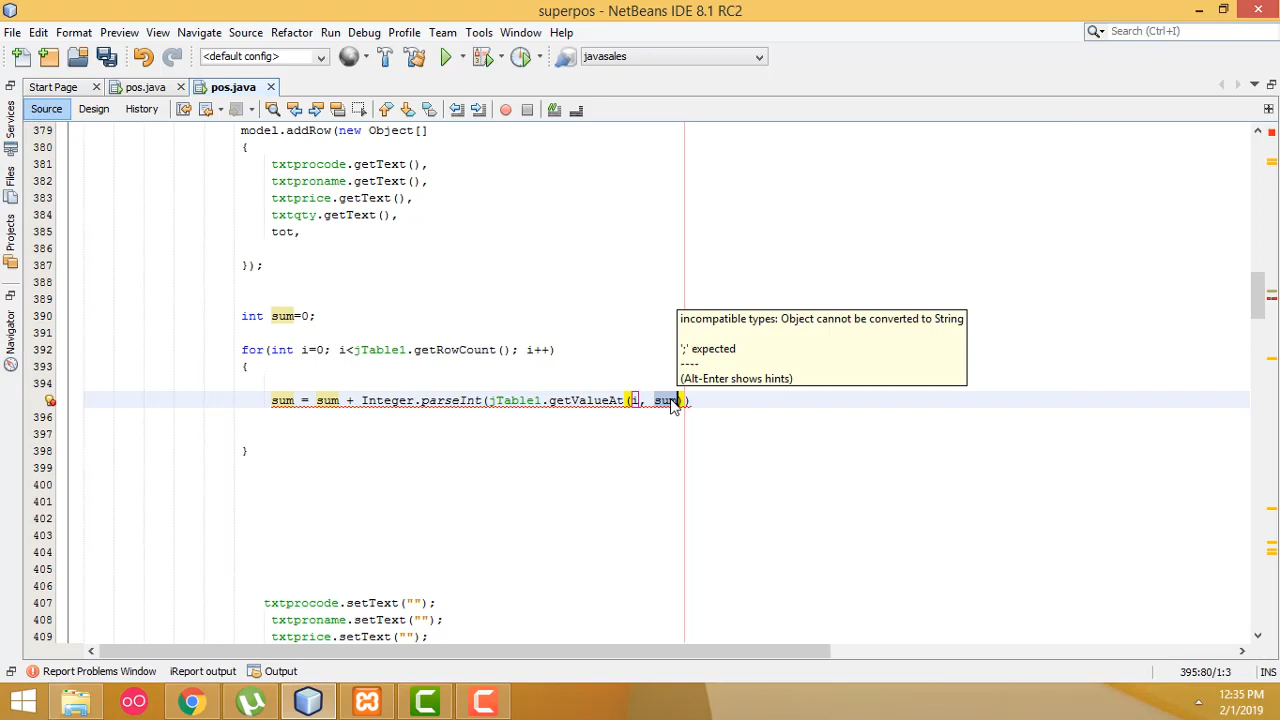 superpos - NetBeans IDE 8.1 RC2
File Edit Format Preview View Navigate Source Refactor Run Debug Profile Team Tools Window Help
Search (Ctrl+I)
<default config>
javasales
Start Page
pos.java
pos.java
Source Design History
Services
Files
Projects
Navigator
379 model.addRow(new Object[]
380 {
381 txtprocode.getText(),
382 txtproname.getText(),
383 txtprice.getText(),
384 txtqty.getText(),
385 tot,
386
387 });
388
389
390 int sum=0;
391
392 for(int i=0; i<jTable1.getRowCount(); i++)
393 {
394
sum = sum + Integer.parseInt(jTable1.getValueAt(i, sum))
396
397
398 }
399
400
401
402
403
404
405
406
407 txtprocode.setText("");
408 txtproname.setText("");
409 txtprice.setText("");
incompatible types: Object cannot be converted to String
';' expected
----
(Alt-Enter shows hints)
Report Problems Window
iReport output
Output
395:80/1:3
INS
12:35 PM
2/1/2019